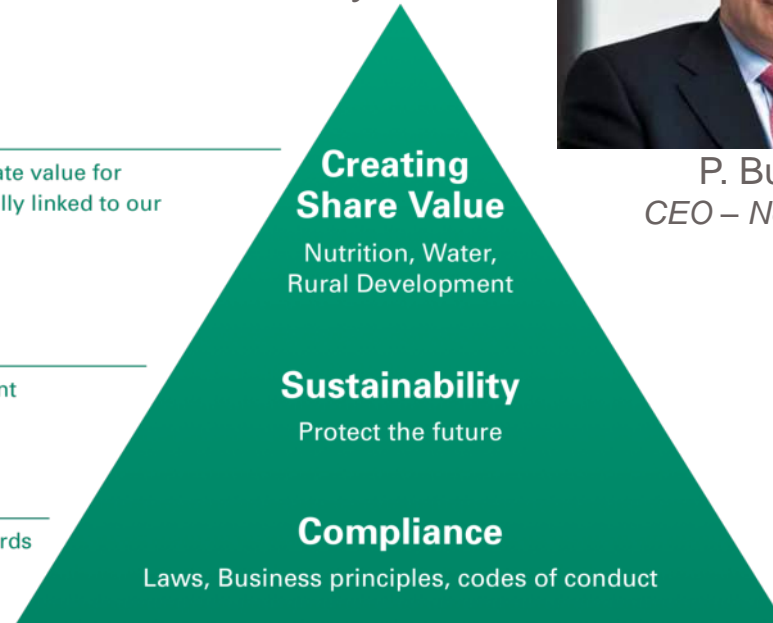 Creating
Share Value
Nutrition, Water,
Rural Development
ate value for
lly linked to our
P. Bu
CEO – N
Sustainability
Protect the future
nt
Compliance
Laws, Business principles, codes of conduct
rds